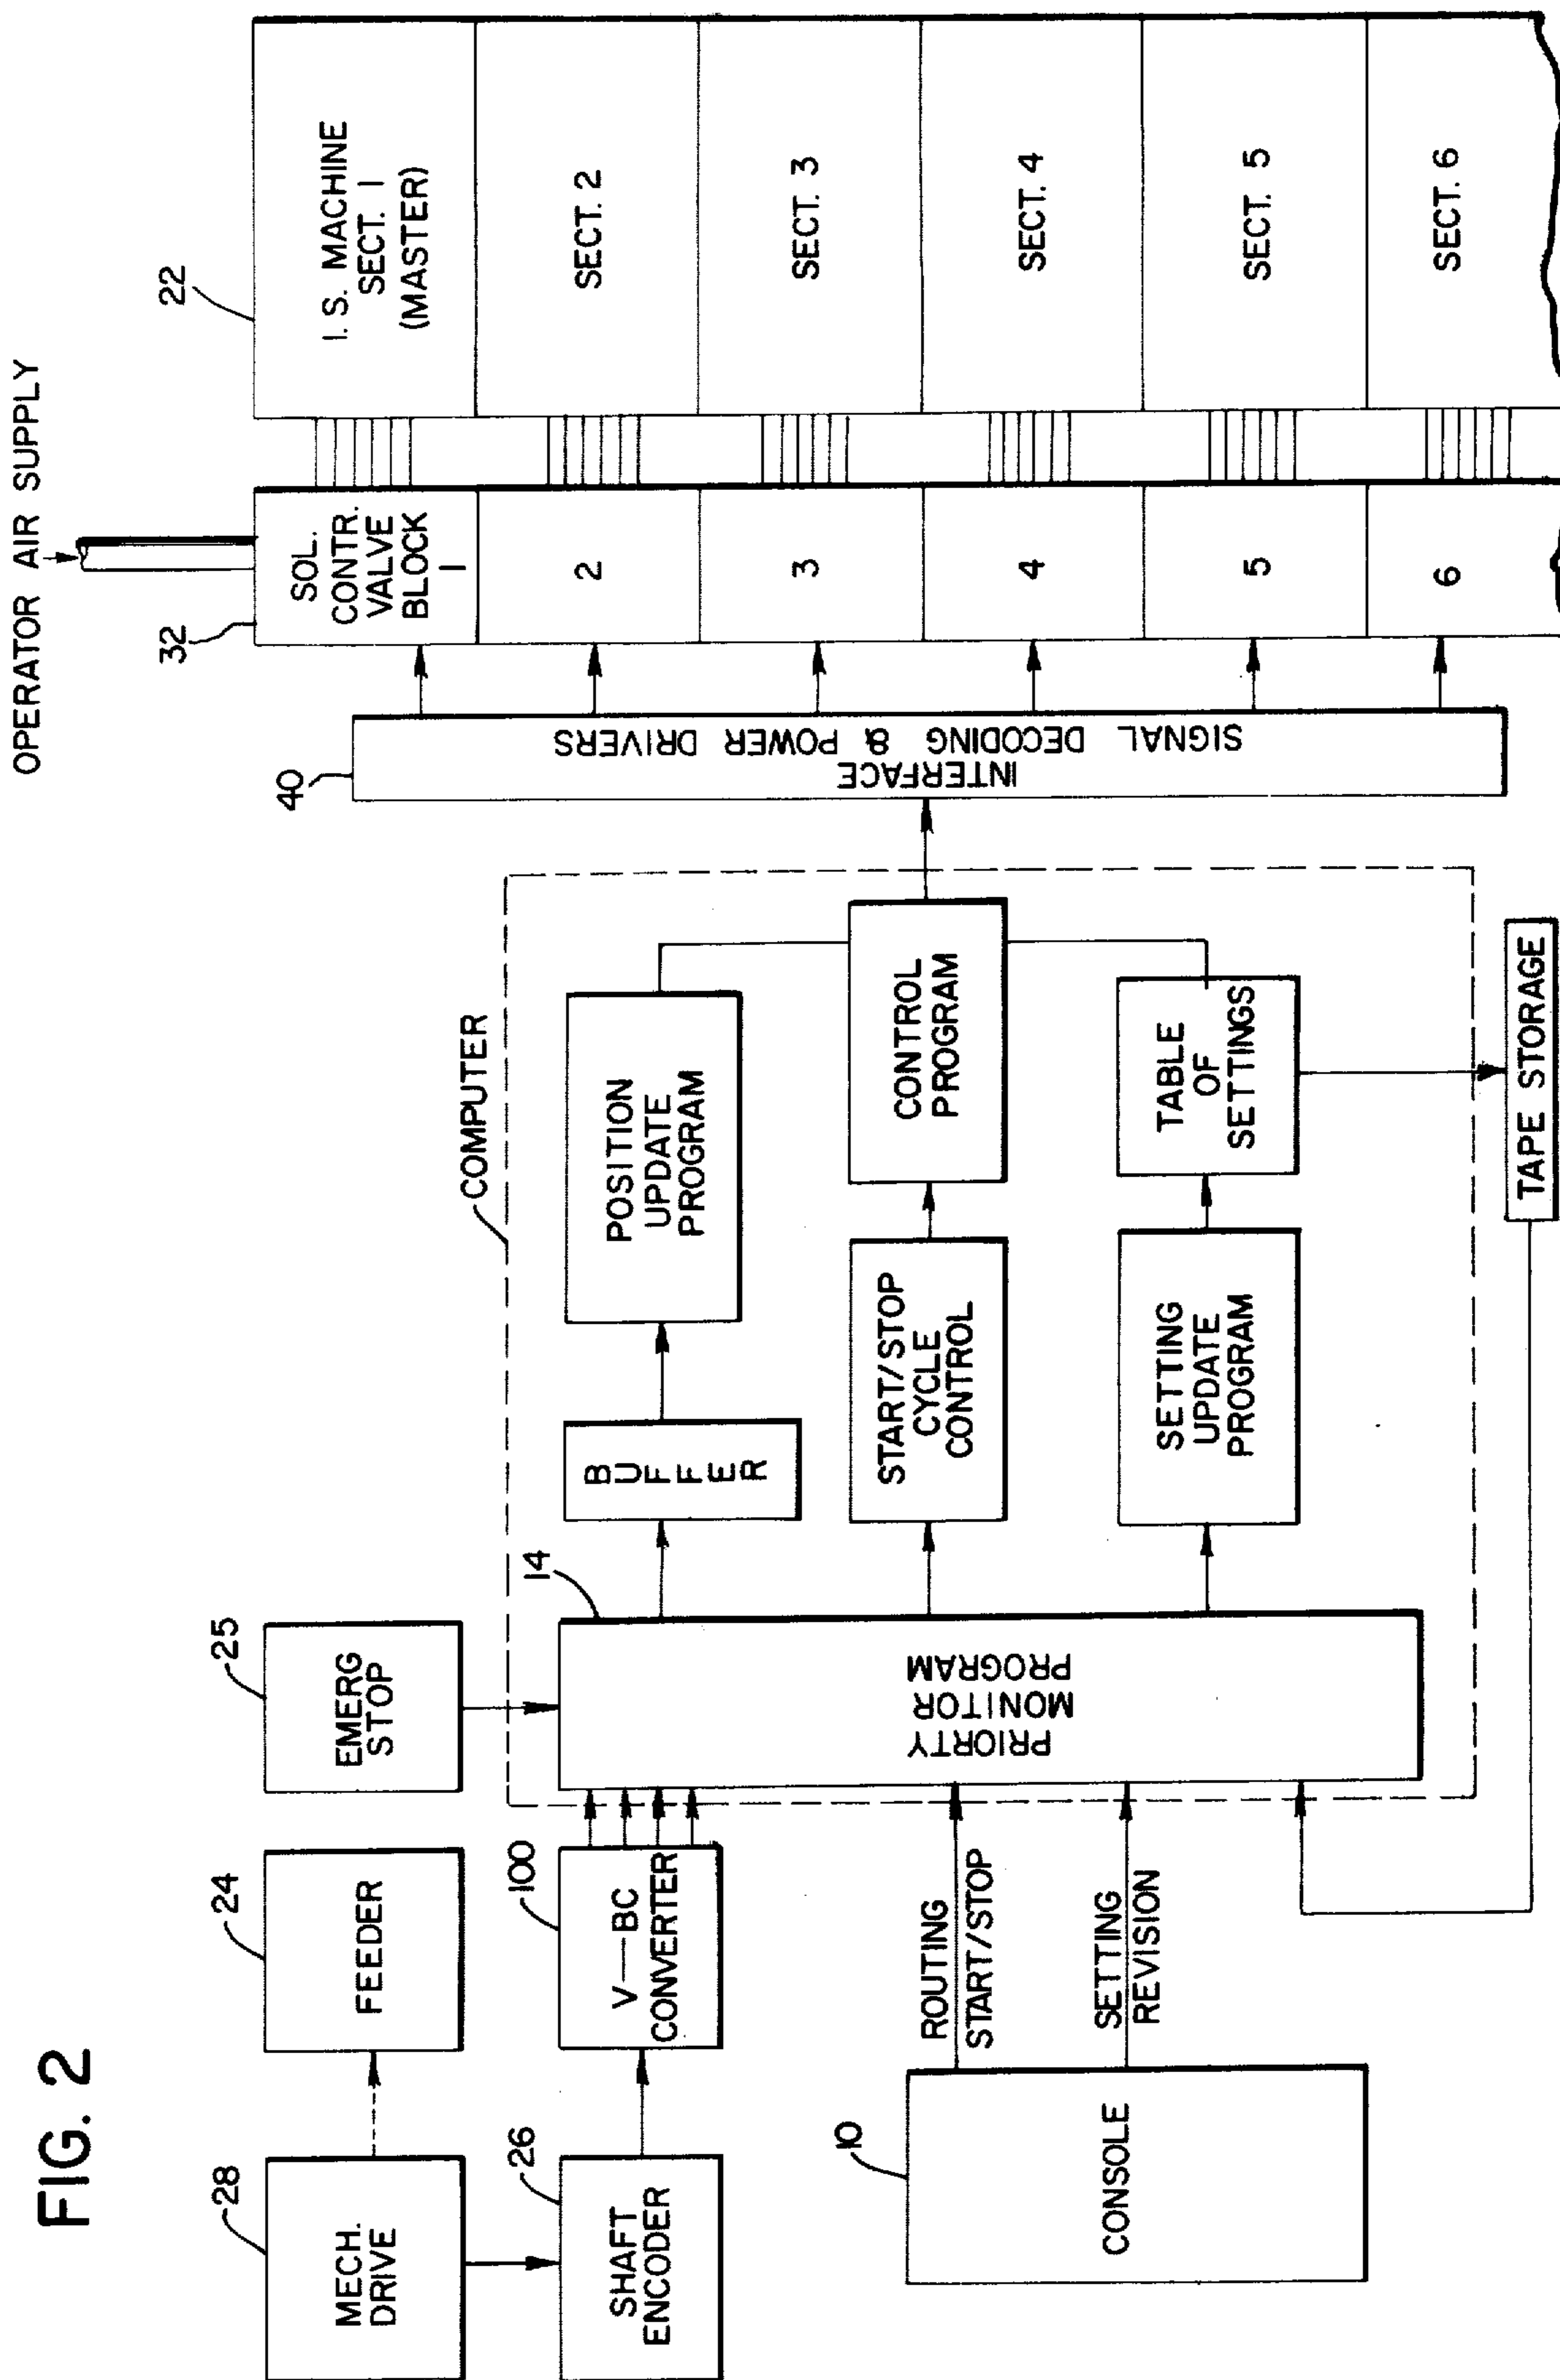 FIG. 2
28
MECH.
DRIVE
24
FEEDER
25
EMERG
STOP
26
SHAFT
ENCODER
100
V—BC
CONVERTER
10
CONSOLE
ROUTING
START/STOP
SETTING
REVISION
14
PRIORTY
MONITOR
PROGRAM
COMPUTER
BUFFER
POSITION
UPDATE
PROGRAM
START/STOP
CYCLE
CONTROL
CONTROL
PROGRAM
SETTING
UPDATE
PROGRAM
TABLE
OF
SETTINGS
TAPE STORAGE
40
INTERFACE
SIGNAL DECODING & POWER DRIVERS
OPERATOR AIR SUPPLY
32
SOL.
CONTR.
VALVE
BLOCK
1
2
3
4
5
6
22
I. S. MACHINE
SECT. 1
(MASTER)
SECT. 2
SECT. 3
SECT. 4
SECT. 5
SECT. 6